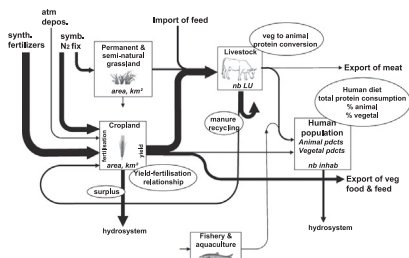 atm
depos.
synth.
fertilizers
symb.
N₂ fix
Import of feed
Permanent &
semi-natural
grassland
area, km²
Livestock
nb LU
veg to animal
protein conversion
Export of meat
Human diet
total protein consumption
% animal
% vegetal
manure
recycling
Cropland
fertilisation
yield
area, km²
Human
population
Animal pdcts
Vegetal pdcts
nb inhab
Yield-fertilisation
relationship
surplus
Export of veg
food & feed
hydrosystem
hydrosystem
Fishery &
aquaculture